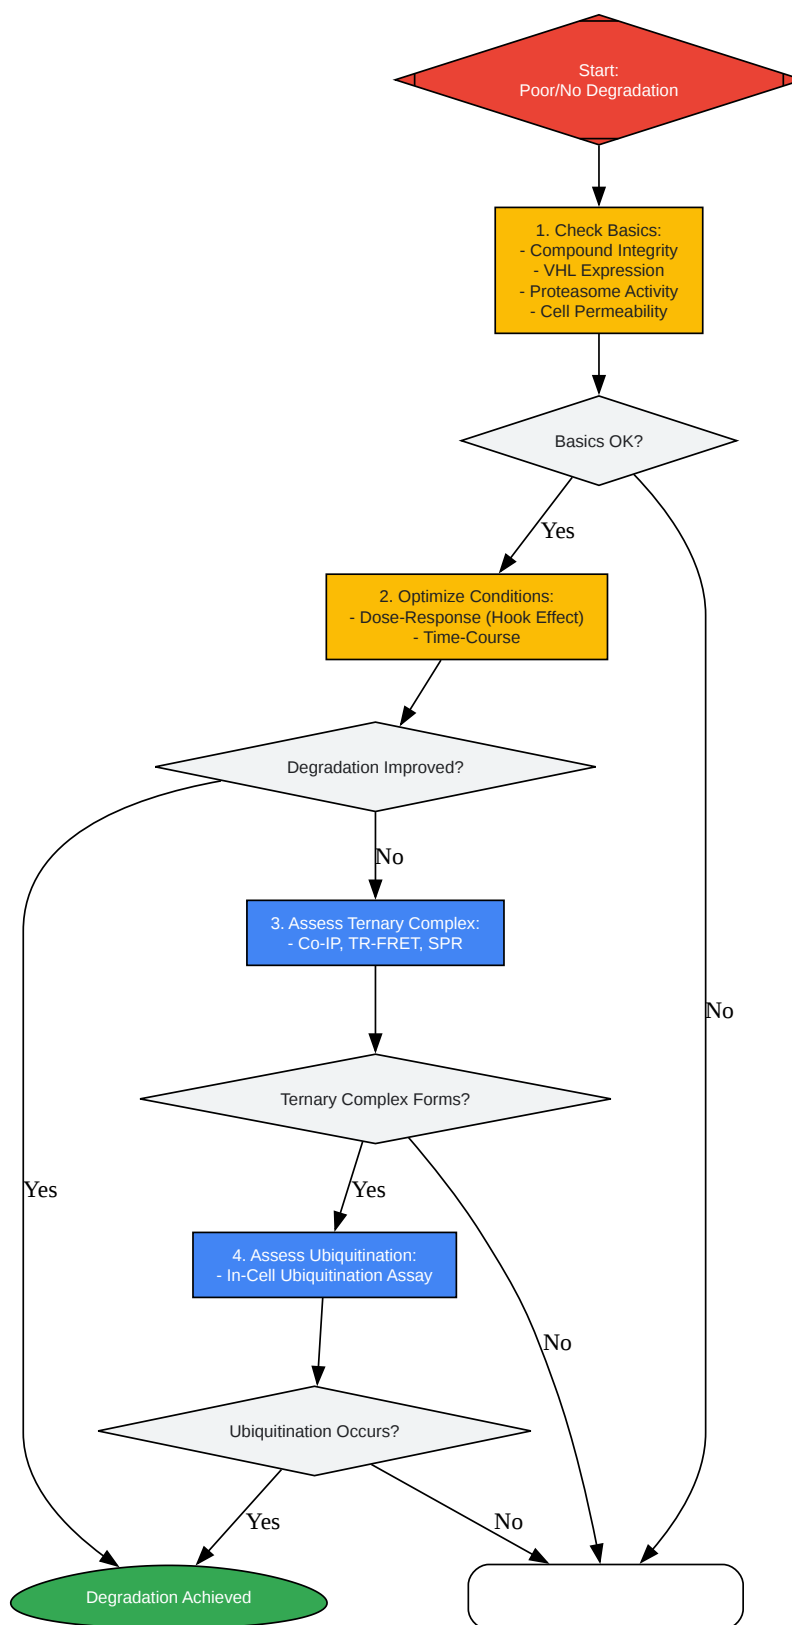 Start:
Poor/No Degradation
1. Check Basics:
- Compound Integrity
- VHL Expression
- Proteasome Activity
- Cell Permeability
Basics OK?
Yes
2. Optimize Conditions:
- Dose-Response (Hook Effect)
- Time-Course
Degradation Improved?
No
3. Assess Ternary Complex:
- Co-IP, TR-FRET, SPR
No
Ternary Complex Forms?
Yes
Yes
4. Assess Ubiquitination:
- In-Cell Ubiquitination Assay
No
Ubiquitination Occurs?
Yes
No
Degradation Achieved